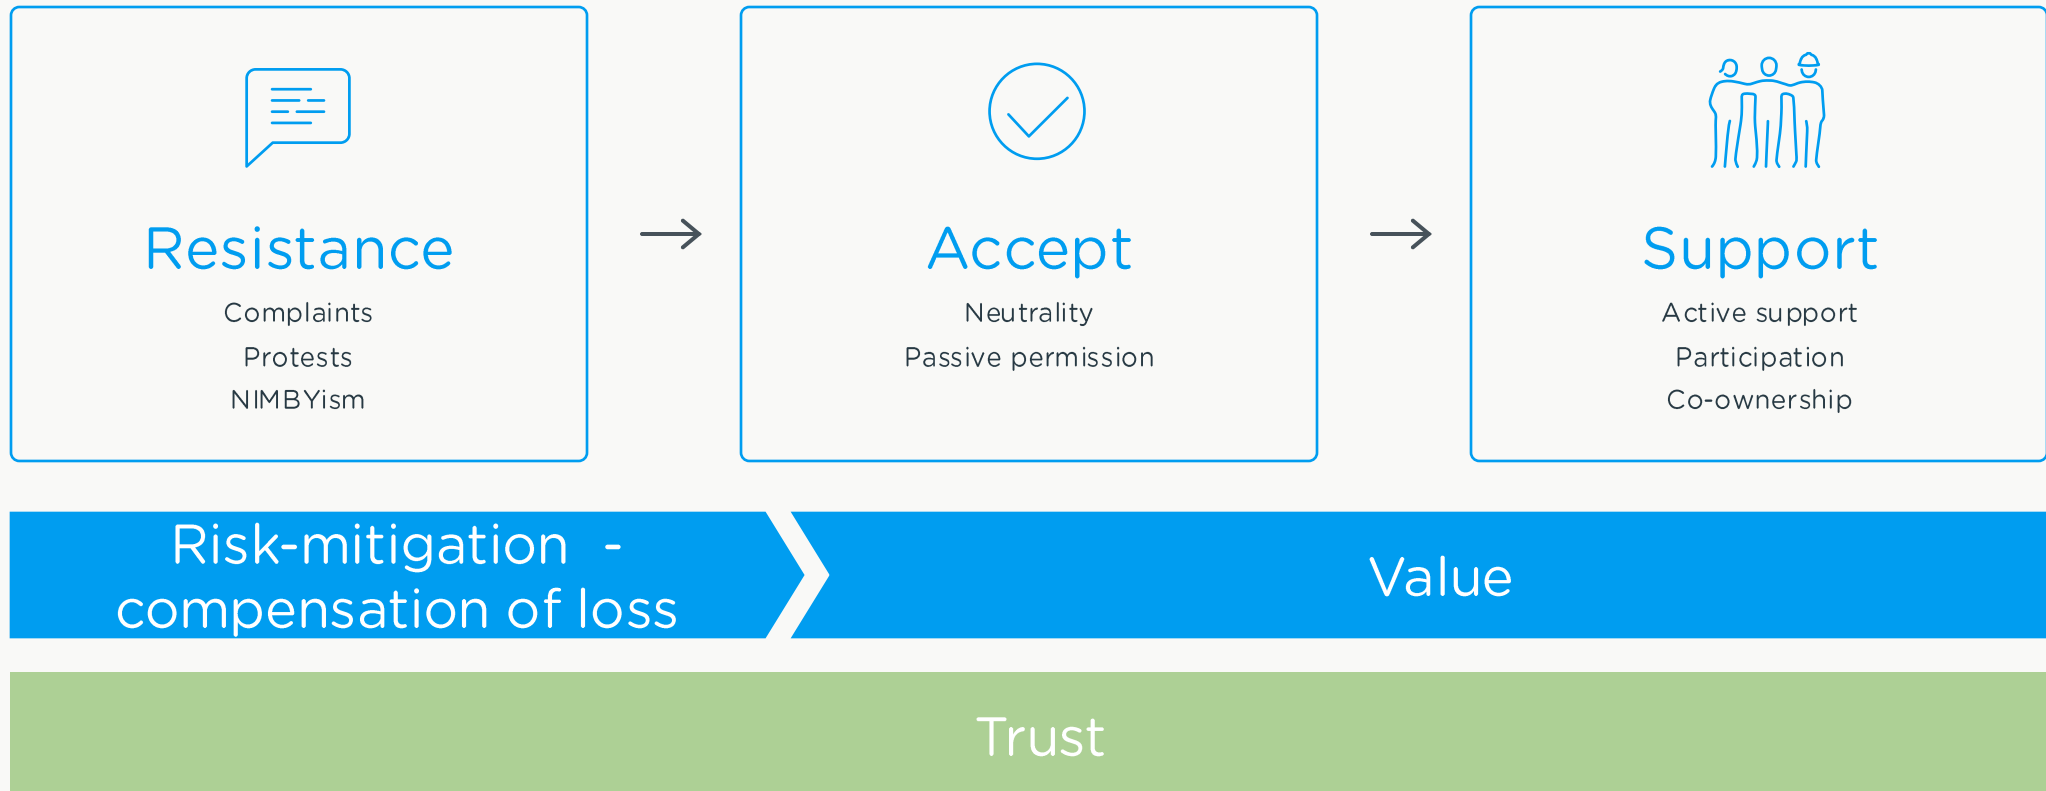 Resistance
Complaints
Protests
NIMBYism
Accept
Neutrality
Passive permission
Support
Active support
Participation
Co-ownership
Risk-mitigation -
compensation of loss
Value
Trust